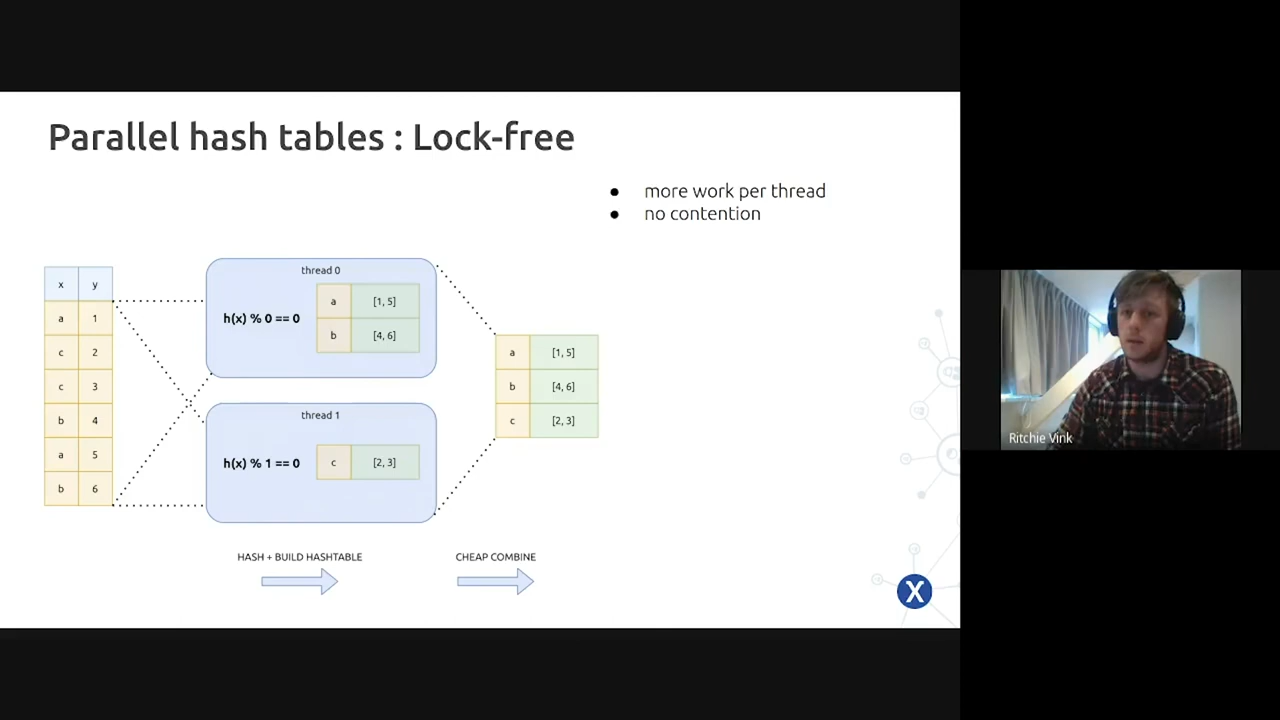 Parallel hash tables : Lock-free
● more work per thread
● no contention
x y
a 1
c 2
c 3
b 4
a 5
b 6
thread 0
h(x) % 0 == 0
a [1, 5]
b [4, 6]
thread 1
h(x) % 1 == 0
c [2, 3]
a [1, 5]
b [4, 6]
c [2, 3]
HASH + BUILD HASHTABLE
CHEAP COMBINE
X
Ritchie Vink